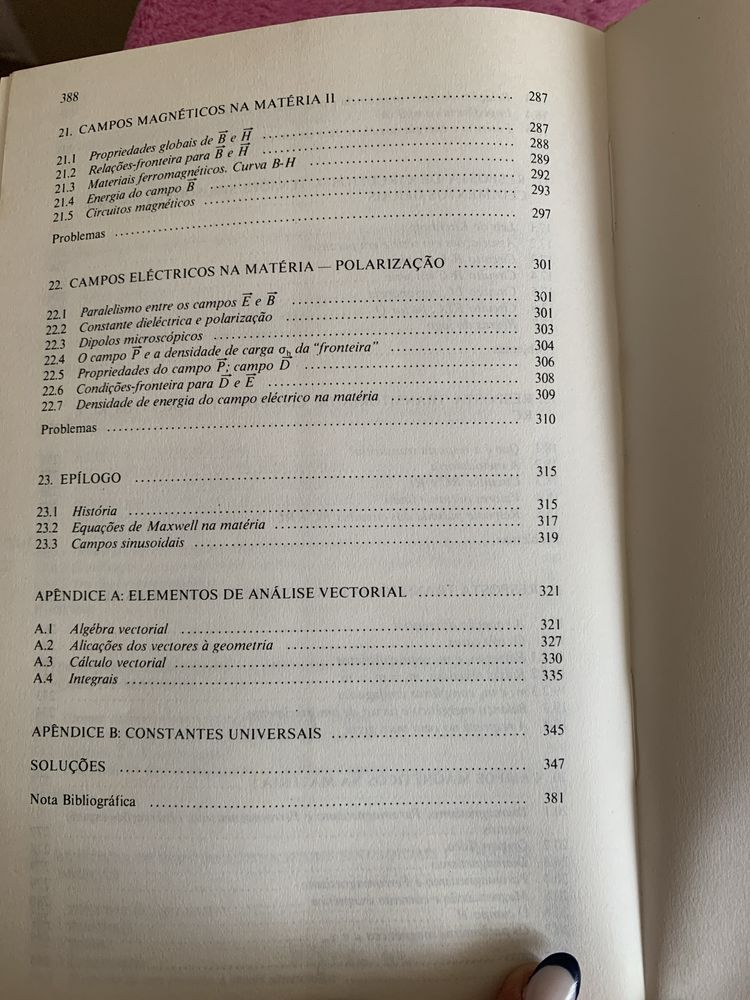 388
21. CAMPOS MAGNÉTICOS NA MATÉRIA II ........................ 287
21.1 Propriedades globais de B⃗ e H⃗ ........................ 287
21.2 Relações-fronteira para B⃗ e H⃗ ........................ 288
21.3 Materiais ferromagnéticos. Curva B-H ........................ 289
21.4 Energia do campo B⃗ ........................ 292
21.5 Circuitos magnéticos ........................ 293
Problemas ........................ 297
22. CAMPOS ELÉCTRICOS NA MATÉRIA — POLARIZAÇÃO .......... 301
22.1 Paralelismo entre os campos E⃗ e B⃗ ........................ 301
22.2 Constante dieléctrica e polarização ........................ 301
22.3 Dipolos microscópicos ........................ 303
22.4 O campo P⃗ e a densidade de carga σb da “fronteira” ........................ 304
22.5 Propriedades do campo P⃗; campo D⃗ ........................ 306
22.6 Condições-fronteira para D⃗ e E⃗ ........................ 308
22.7 Densidade de energia do campo eléctrico na matéria ........................ 309
Problemas ........................ 310
23. EPÍLOGO ........................ 315
23.1 História ........................ 315
23.2 Equações de Maxwell na matéria ........................ 317
23.3 Campos sinusoidais ........................ 319
APÊNDICE A: ELEMENTOS DE ANÁLISE VECTORIAL ................ 321
A.1 Algébra vectorial ........................ 321
A.2 Alicações dos vectores à geometria ........................ 327
A.3 Cálculo vectorial ........................ 330
A.4 Integrais ........................ 335
APÊNDICE B: CONSTANTES UNIVERSAIS ........................ 345
SOLUÇÕES ........................ 347
Nota Bibliográfica ........................ 381